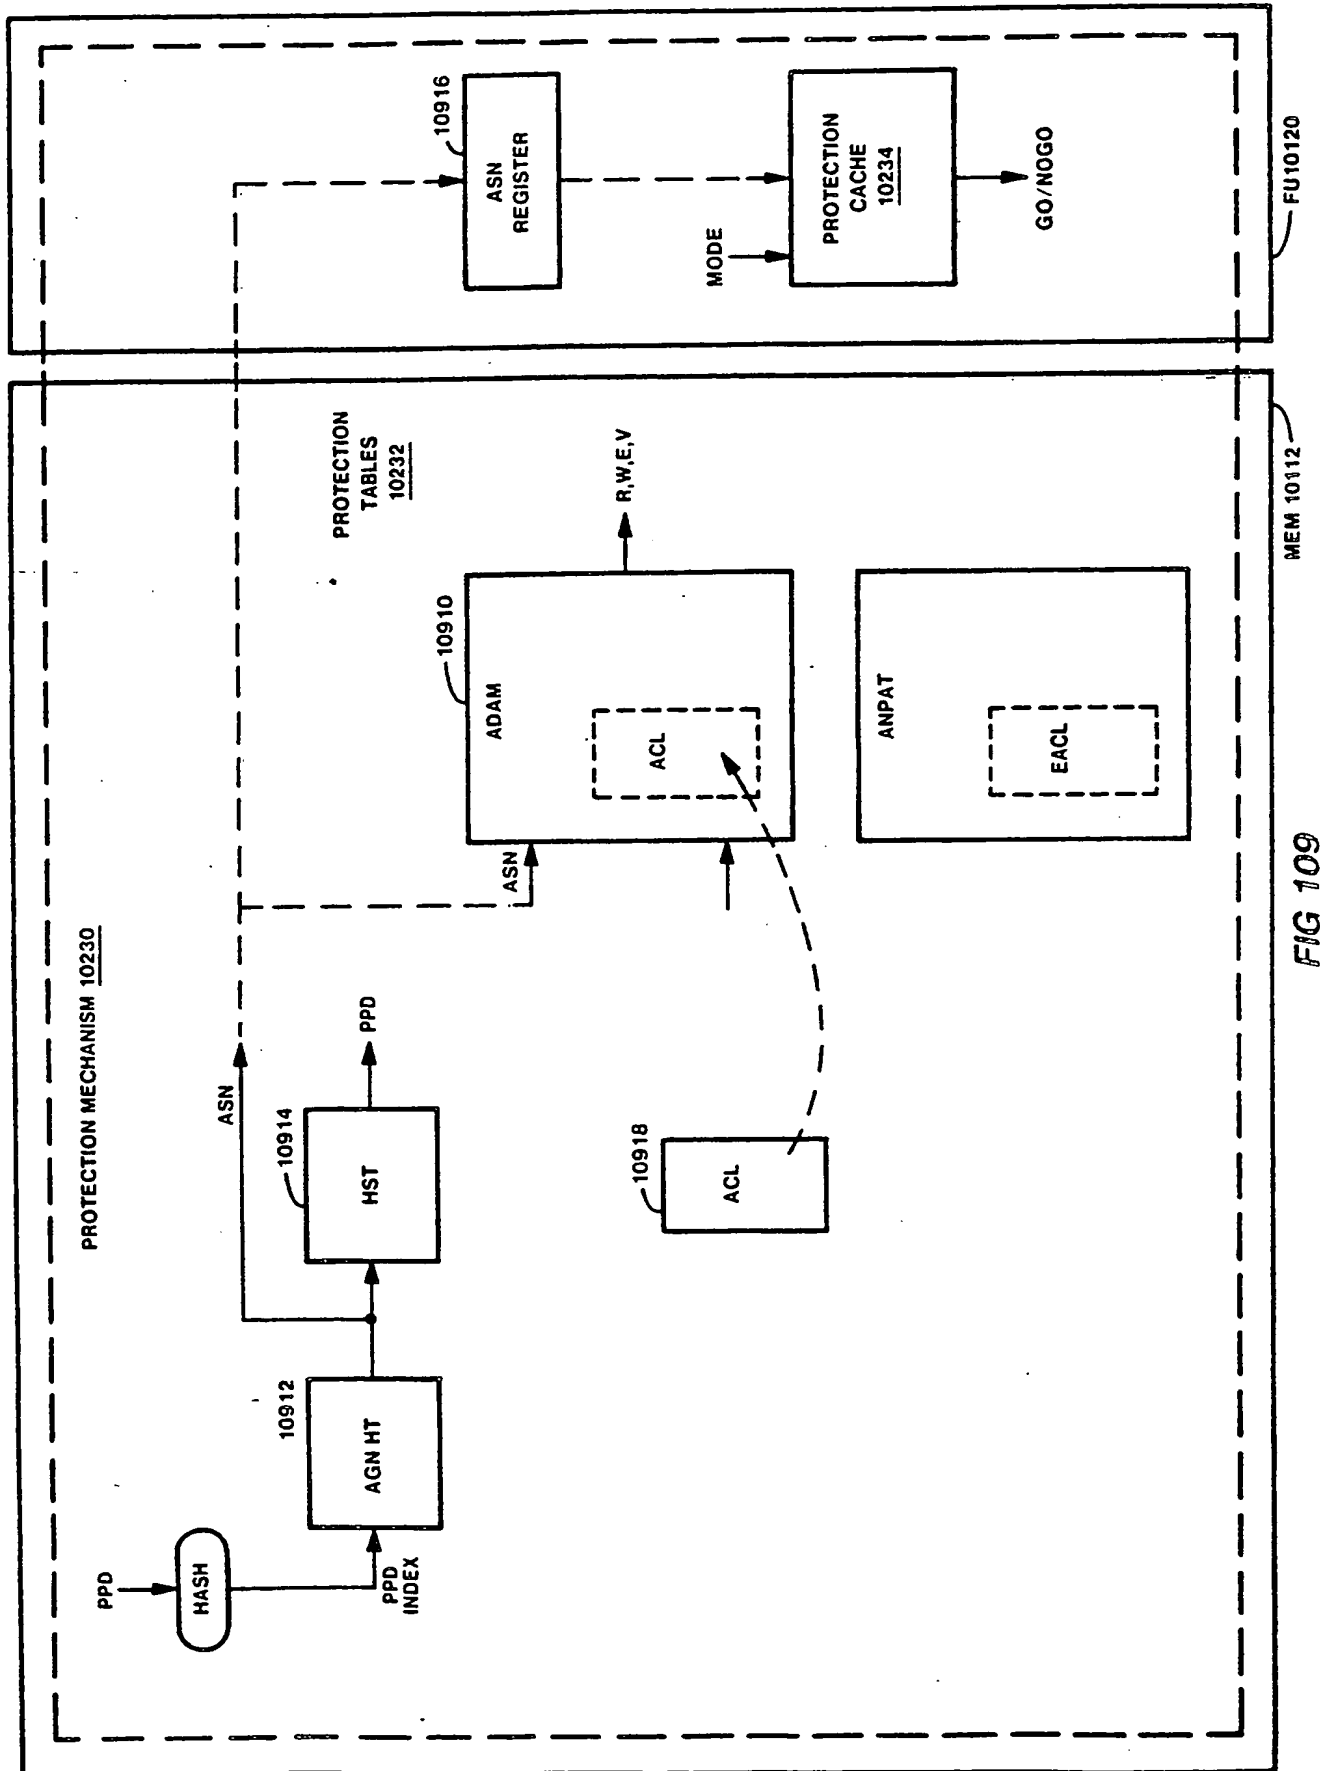 PROTECTION MECHANISM 10230
PPD
HASH
PPD
INDEX
10912
AGN HT
ASN
10914
HST
PPD
10918
ACL
ASN
10910
ADAM
ACL
R,W,E,V
PROTECTION
TABLES
10232
ANPAT
EACL
MEM 10112
10916
ASN
REGISTER
MODE
PROTECTION
CACHE
10234
GO/NOGO
FU10120
FIG 109